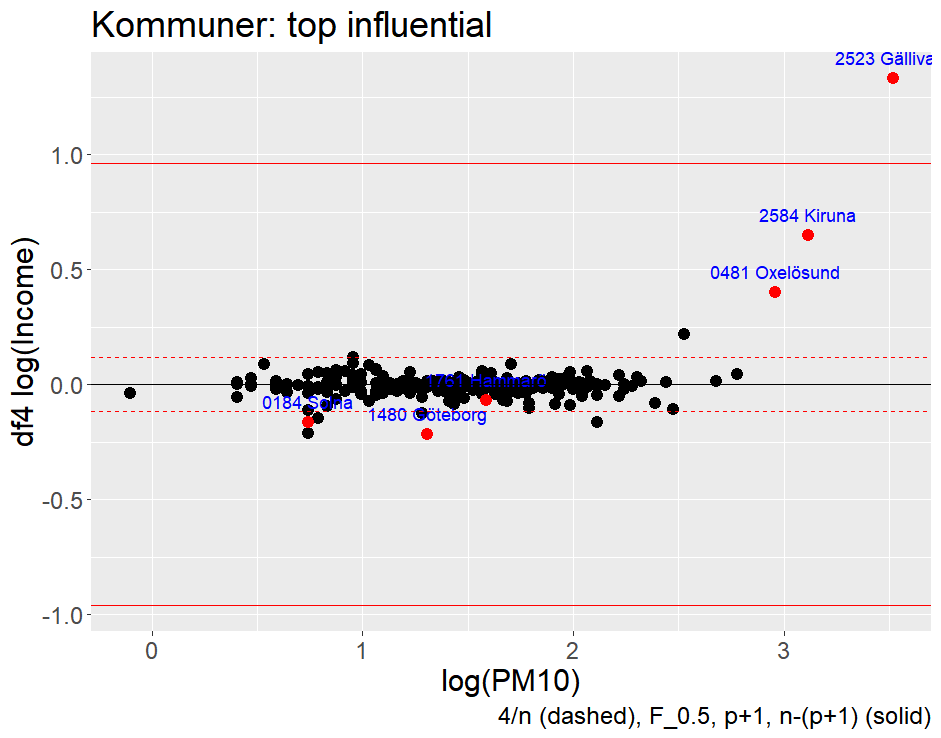 Kommuner: top influential
2523 Gälliva
1.0
2584 Kiruna
0.5
0481 Oxelösund
0.0
1761 Hammarö
0184 Solna
1480 Göteborg
-0.5
-1.0
df4 log(Income)
0 1 2 3
log(PM10)
4/n (dashed), F_0.5, p+1, n-(p+1) (solid)